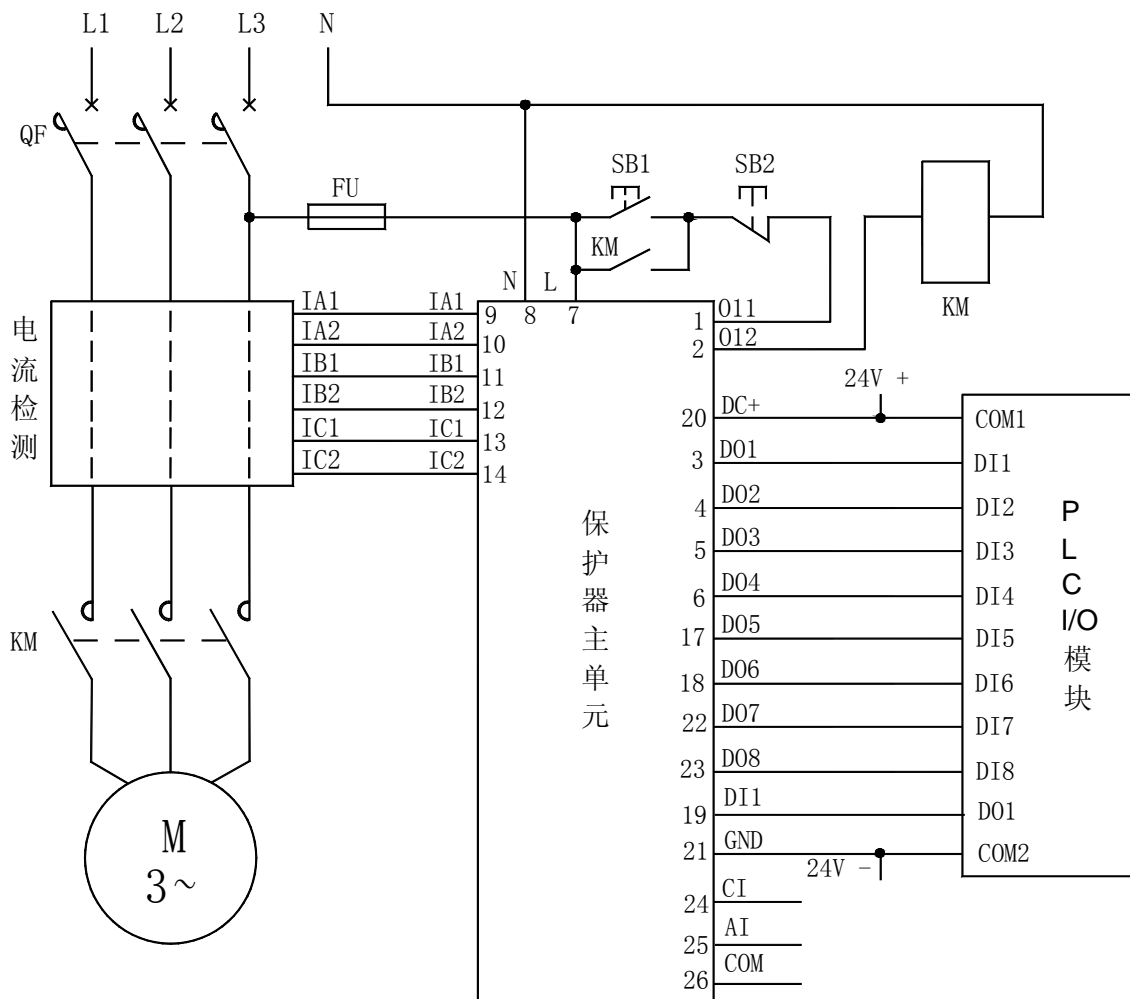 L1 L2 L3 N
QF
FU
SB1 SB2
KM
KM
N L
电流检测
IA1 IA1 9 8 7
IA2 IA2 10
IB1 IB1 11
IB2 IB2 12
IC1 IC1 13
IC2 IC2 14
1 011
2 012
24V +
20 DC+ COM1
3 DO1 DI1
4 DO2 DI2
5 DO3 DI3
6 DO4 DI4
17 DO5 DI5
18 DO6 DI6
22 DO7 DI7
23 DO8 DI8
19 DI1 DO1
21 GND COM2
24V -
24 CI
25 AI
26 COM
保护器主单元
PLC I/O模块
KM
M
3~